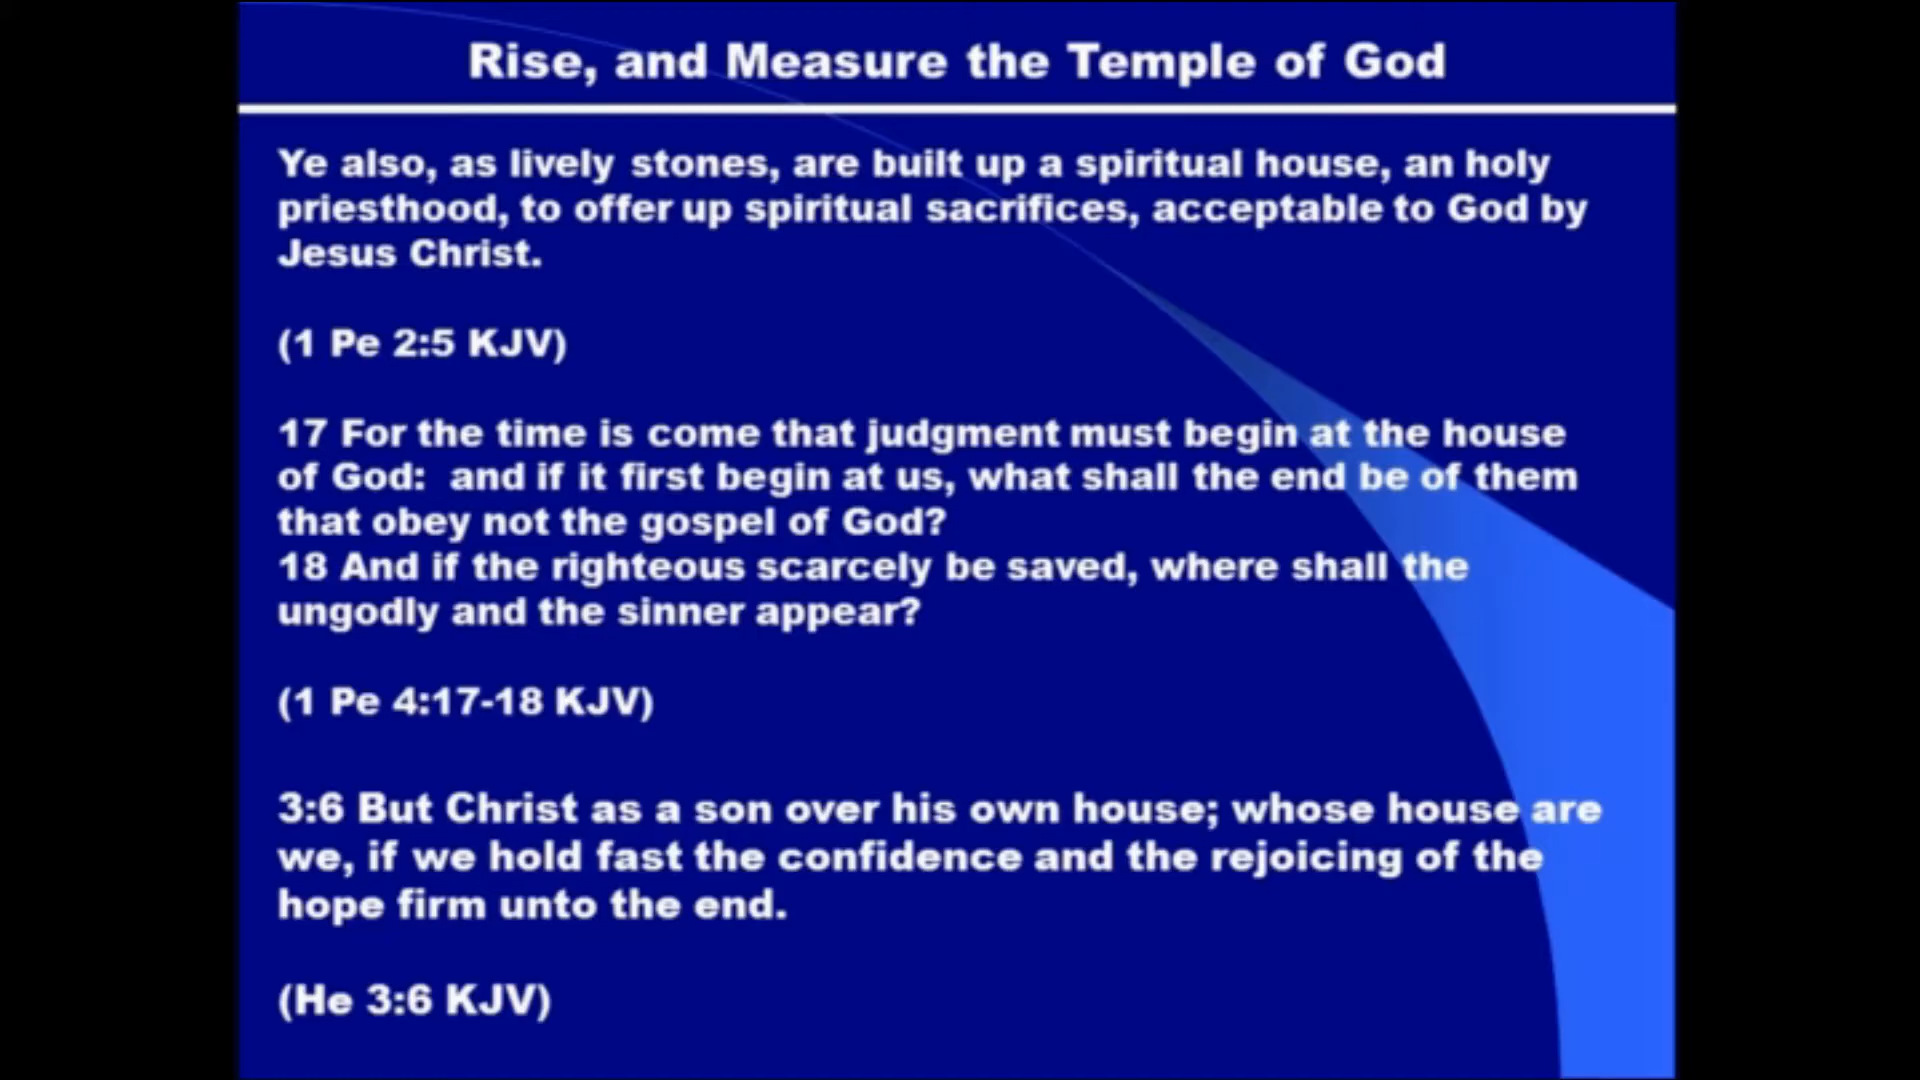 Rise, and Measure the Temple of God
Ye also, as lively stones, are built up a spiritual house, an holy
priesthood, to offer up spiritual sacrifices, acceptable to God by
Jesus Christ.
(1 Pe 2:5 KJV)
17 For the time is come that judgment must begin at the house
of God:  and if it first begin at us, what shall the end be of them
that obey not the gospel of God?
18 And if the righteous scarcely be saved, where shall the
ungodly and the sinner appear?
(1 Pe 4:17-18 KJV)
3:6 But Christ as a son over his own house; whose house are
we, if we hold fast the confidence and the rejoicing of the
hope firm unto the end.
(He 3:6 KJV)